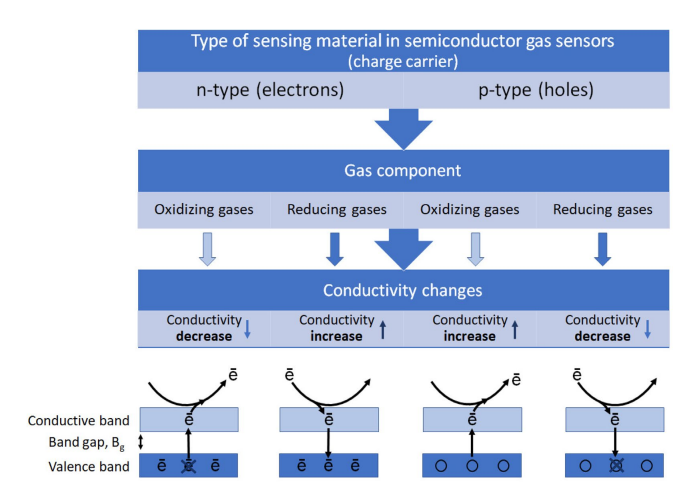 Type of sensing material in semiconductor gas sensors
(charge carrier)
n-type (electrons)
p-type (holes)
Gas component
Oxidizing gases
Reducing gases
Oxidizing gases
Reducing gases
Conductivity changes
Conductivity
decrease
Conductivity
increase
Conductivity
increase
Conductivity
decrease
ē
ē
ē
ē
Conductive band
ē
ē
ē
ē
Band gap, Bg
Valence band
ē ē ē
ē ē ē
O O O
O O O